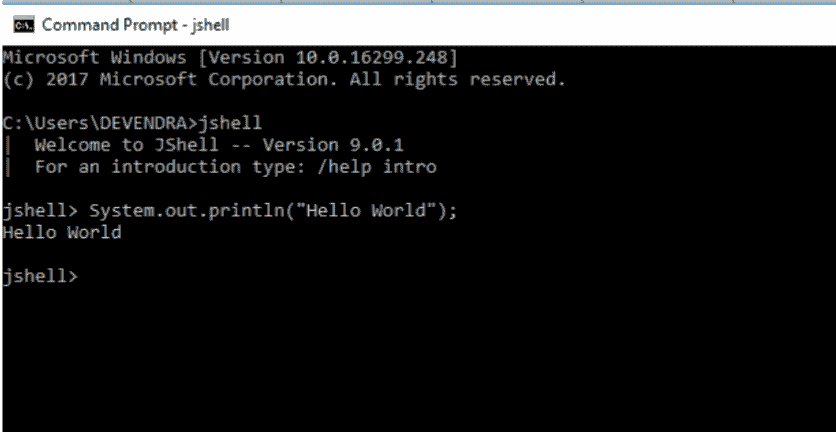 Command Prompt - jshell
Microsoft Windows [Version 10.0.16299.248]
(c) 2017 Microsoft Corporation. All rights reserved.
C:\Users\DEVENDRA>jshell
|  Welcome to JShell -- Version 9.0.1
|  For an introduction type: /help intro
jshell> System.out.println("Hello World");
Hello World
jshell>